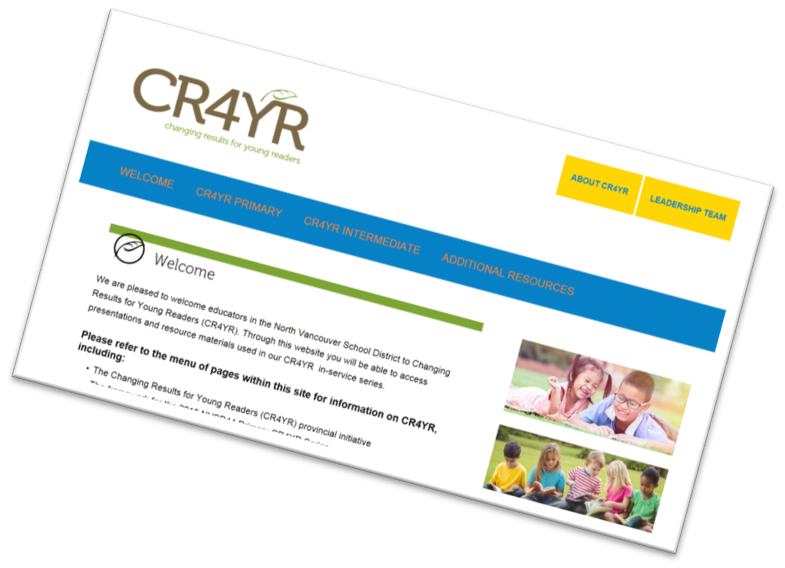 CR4YR
changing results for young readers
ABOUT CR4YR
LEADERSHIP TEAM
WELCOME
CR4YR PRIMARY
CR4YR INTERMEDIATE
ADDITIONAL RESOURCES
Welcome
We are pleased to welcome educators in the North Vancouver School District to Changing
Results for Young Readers (CR4YR). Through this website you will be able to access
presentations and resource materials used in our CR4YR in-service series.
Please refer to the menu of pages within this site for information on CR4YR,
including:
• The Changing Results for Young Readers (CR4YR) provincial initiative